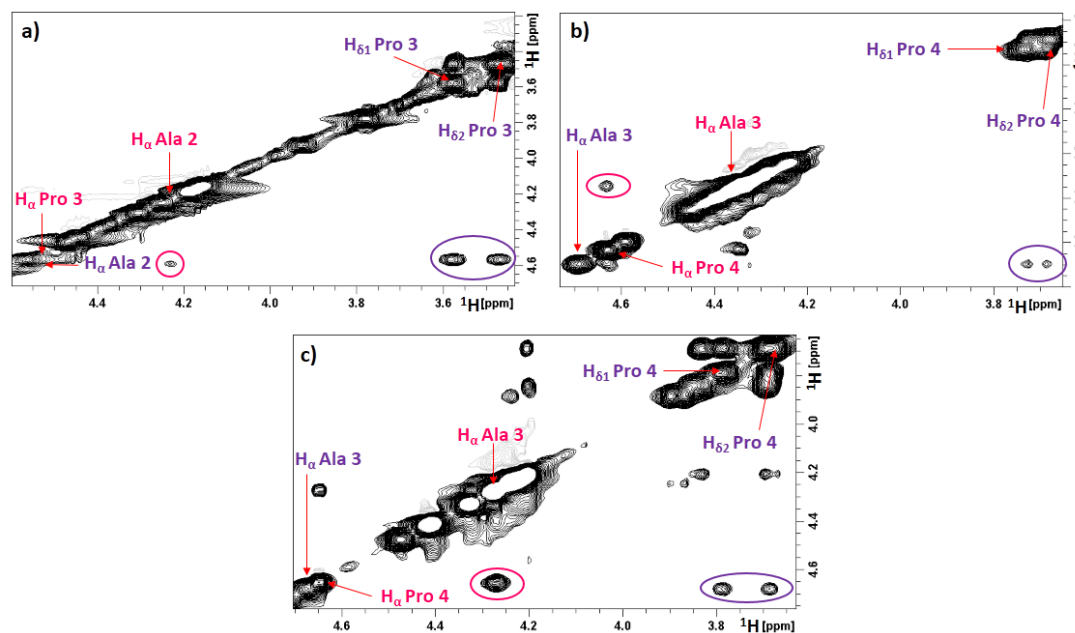 a)
Hδ1 Pro 3
Hδ2 Pro 3
Hα Ala 2
Hα Pro 3
Hα Ala 2
1H [ppm]
3.6
3.8
4.0
4.2
4.4
4.6
4.4 4.2 4.0 3.8 3.6 1H [ppm]
b)
Hδ1 Pro 4
Hδ2 Pro 4
Hα Ala 3
Hα Ala 3
Hα Pro 4
4.6 4.4 4.2 4.0 3.8 1H [ppm]
c)
Hδ1 Pro 4
Hδ2 Pro 4
Hα Ala 3
Hα Ala 3
Hα Pro 4
1H [ppm]
4.0
4.2
4.4
4.6
4.6 4.4 4.2 4.0 3.8 1H [ppm]